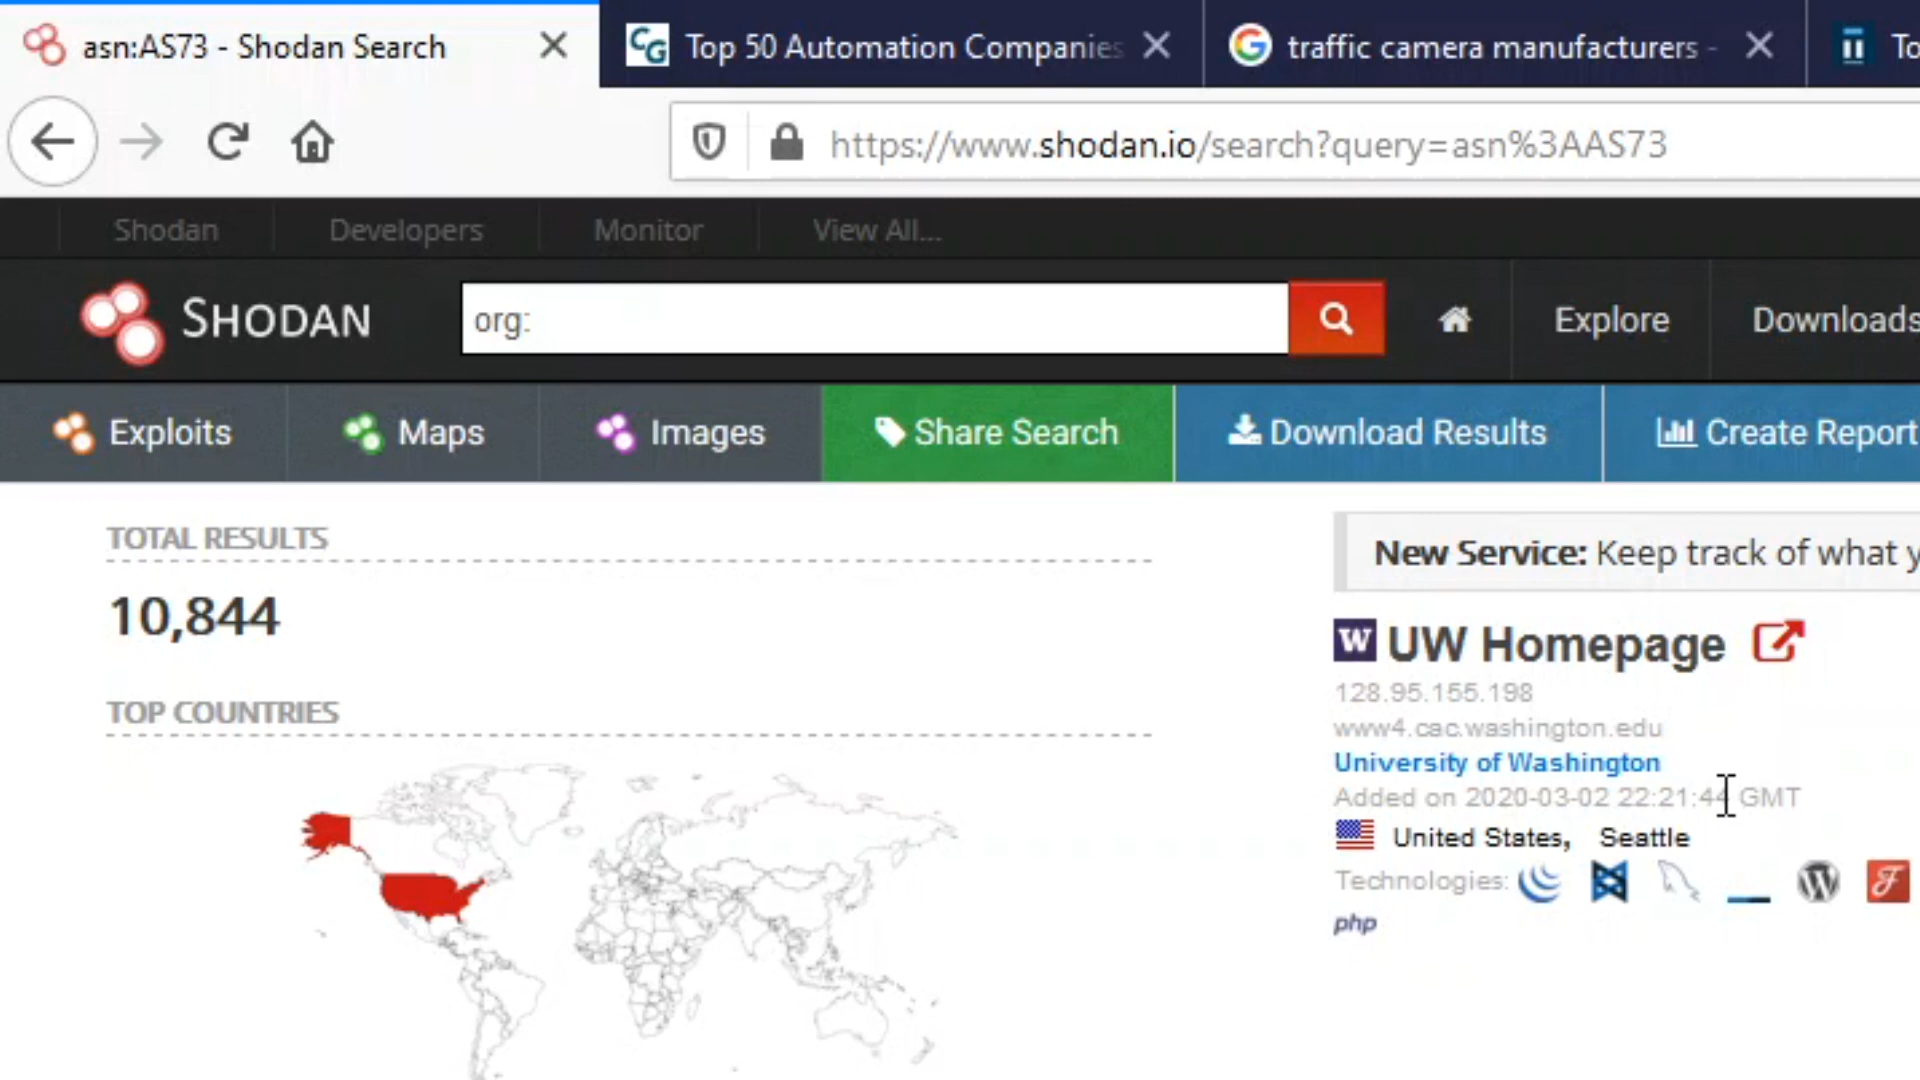 asn:AS73 - Shodan Search
Top 50 Automation Companies
traffic camera manufacturers -
To
https://www.shodan.io/search?query=asn%3AAS73
Shodan Developers Monitor View All...
SHODAN
org:
Explore
Downloads
Exploits
Maps
Images
Share Search
Download Results
Create Report
TOTAL RESULTS
10,844
TOP COUNTRIES
New Service: Keep track of what y
W UW Homepage
128.95.155.198
www4.cac.washington.edu
University of Washington
Added on 2020-03-02 22:21:44 GMT
United States, Seattle
Technologies:
php